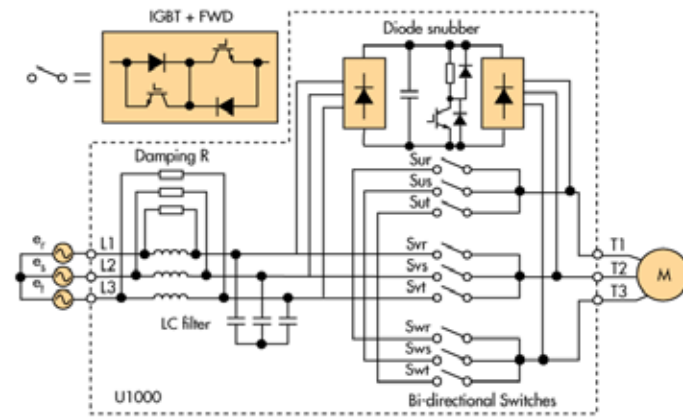 IGBT + FWD
Diode snubber
=
Damping R
Sur
Sus
Sut
er
L1
Svr
T1
es
L2
Svs
T2
M
et
L3
Svt
T3
LC filter
Swr
Sws
Swt
U1000
Bi-directional Switches